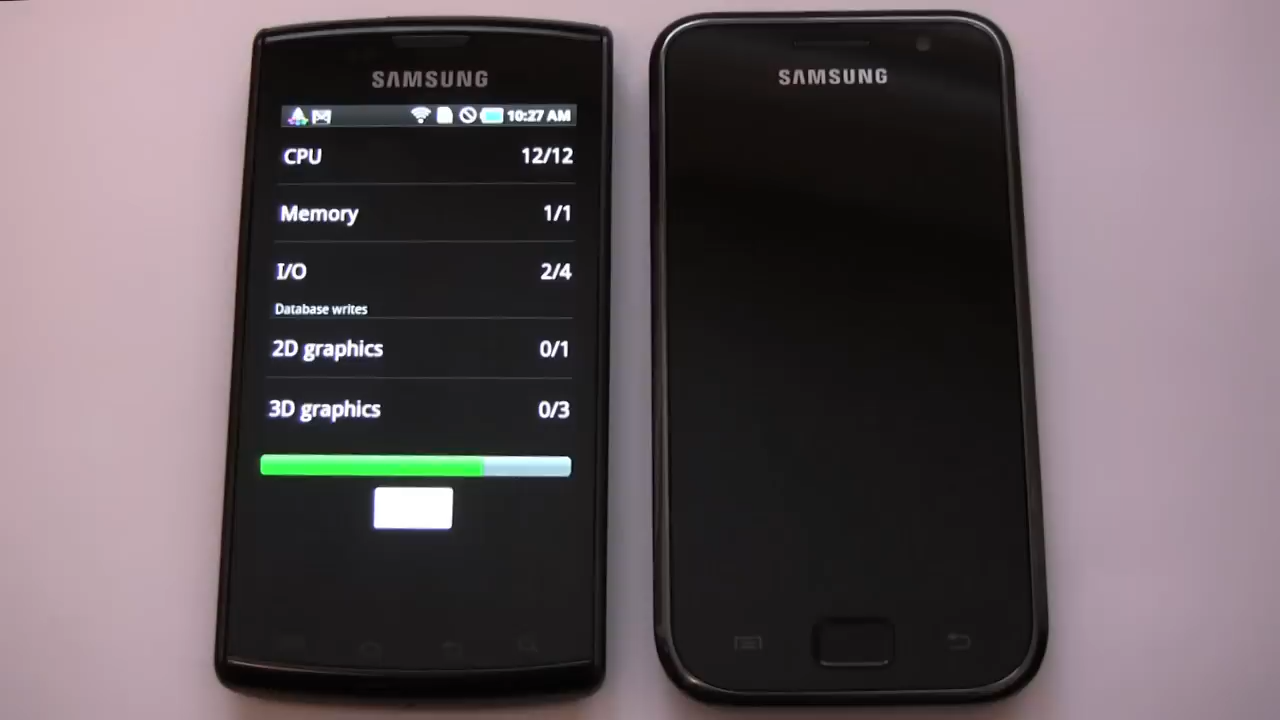 SAMSUNG
10:27 AM
CPU 12/12
Memory 1/1
I/O 2/4
Database writes
2D graphics 0/1
3D graphics 0/3
SAMSUNG